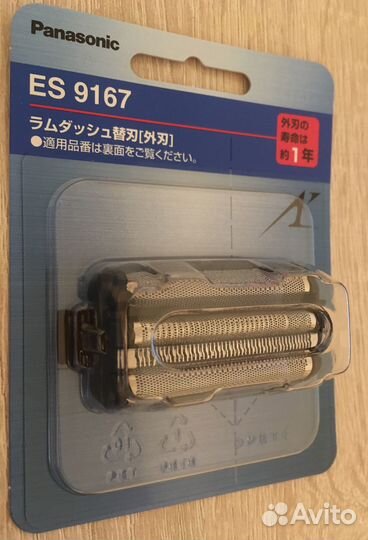 Panasonic
ES 9167
ラムダッシュ替刃[外刃]
●適用品番は裏面をご覧ください。
外刃の
寿命は
約1年
Avito